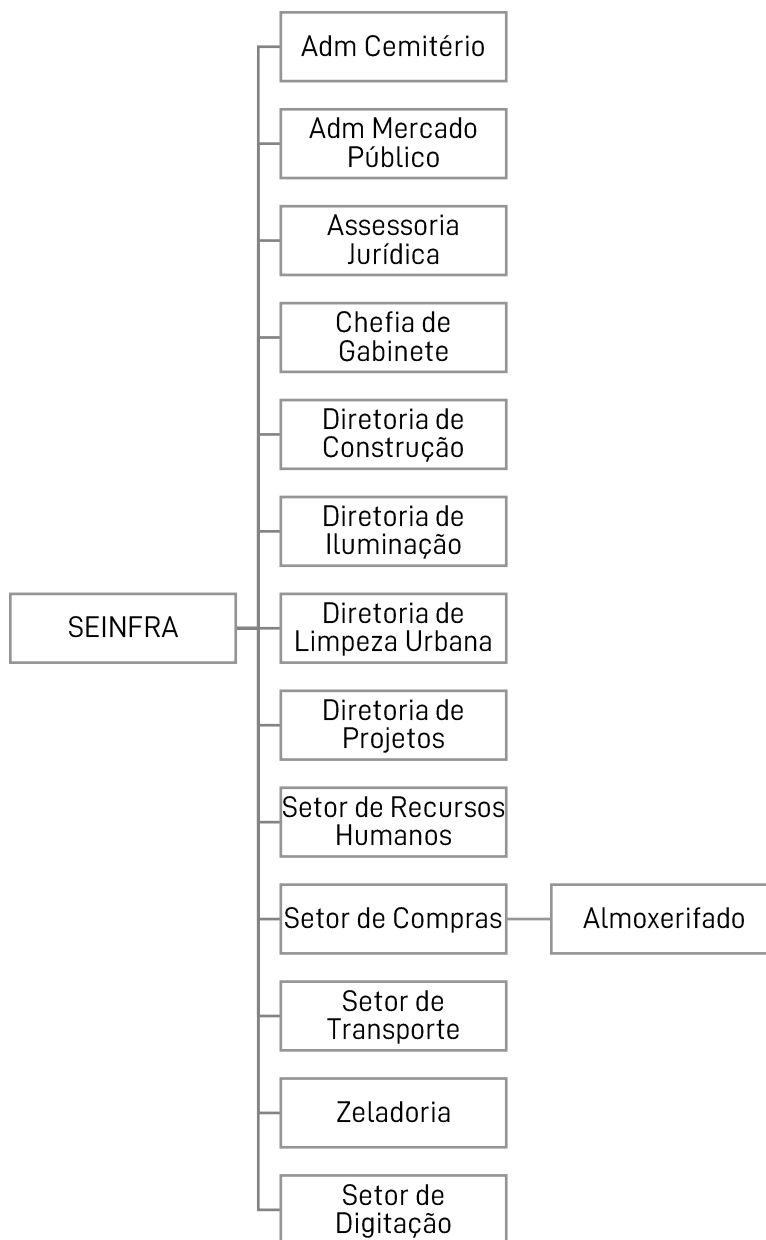 Adm Cemitério
Adm Mercado
Público
Assessoria
Jurídica
Chefia de
Gabinete
Diretoria de
Construção
Diretoria de
Iluminação
SEINFRA
Diretoria de
Limpeza Urbana
Diretoria de
Projetos
Setor de Recursos
Humanos
Setor de Compras
Almoxerifado
Setor de
Transporte
Zeladoria
Setor de
Digitação